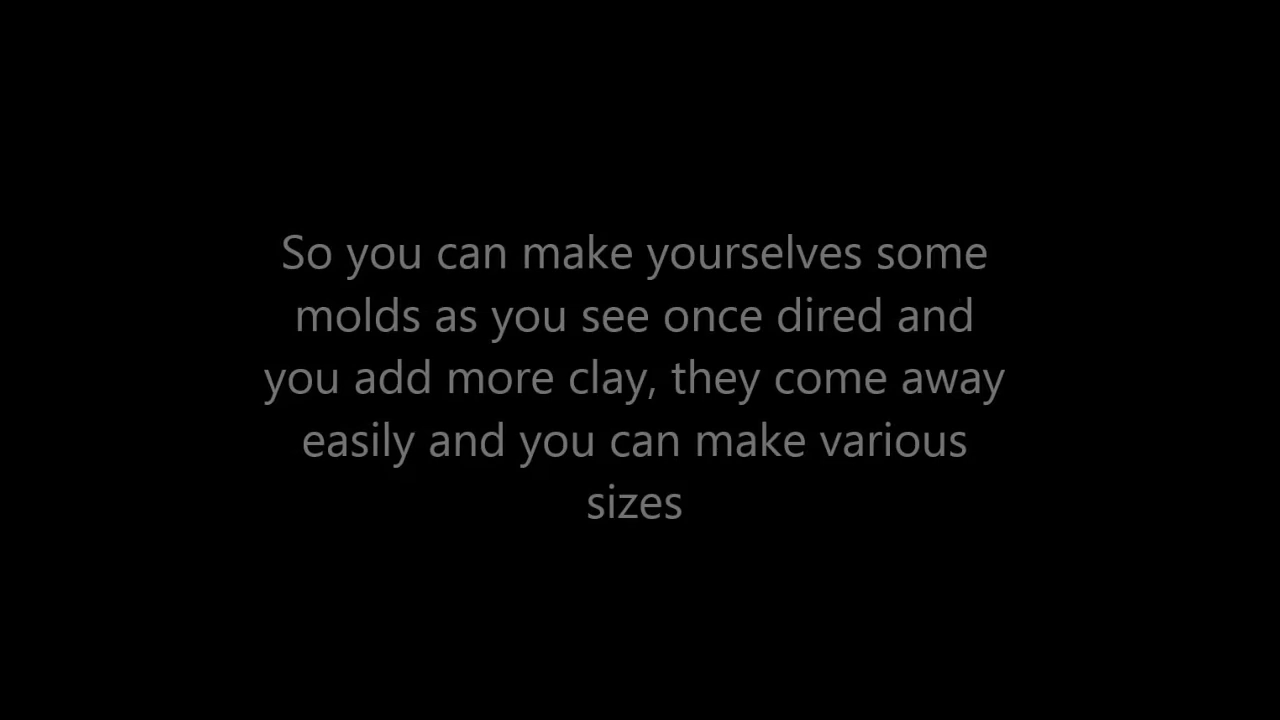 So you can make yourselves some
molds as you see once dired and
you add more clay, they come away
easily and you can make various
sizes